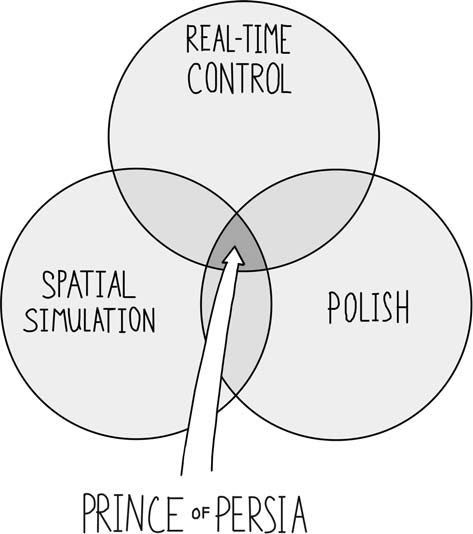 REAL-TIME
CONTROL
SPATIAL
SIMULATION
POLISH
PRINCE OF PERSIA